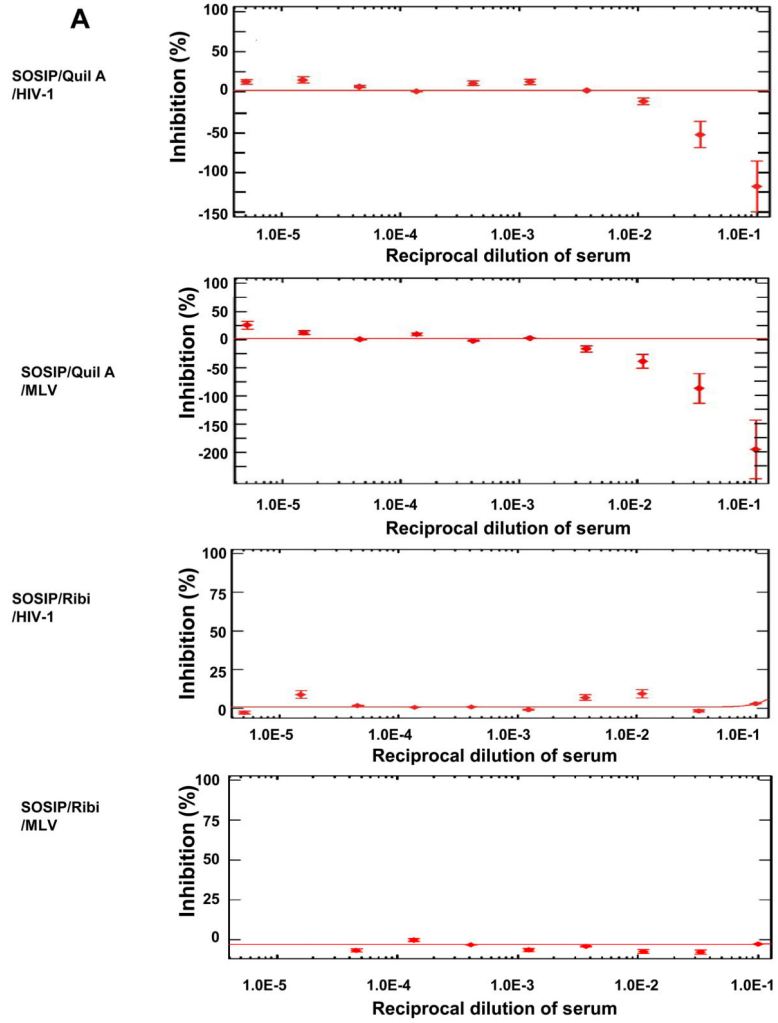 A
SOSIP/Quil A
/HIV-1
Inhibition (%)
100
50
0
-50
-100
-150
1.0E-5 1.0E-4 1.0E-3 1.0E-2 1.0E-1
Reciprocal dilution of serum
SOSIP/Quil A
/MLV
Inhibition (%)
100
50
0
-50
-100
-150
-200
1.0E-5 1.0E-4 1.0E-3 1.0E-2 1.0E-1
Reciprocal dilution of serum
SOSIP/Ribi
/HIV-1
Inhibition (%)
100
75
50
25
0
1.0E-5 1.0E-4 1.0E-3 1.0E-2 1.0E-1
Reciprocal dilution of serum
SOSIP/Ribi
/MLV
Inhibition (%)
100
75
50
25
0
1.0E-5 1.0E-4 1.0E-3 1.0E-2 1.0E-1
Reciprocal dilution of serum